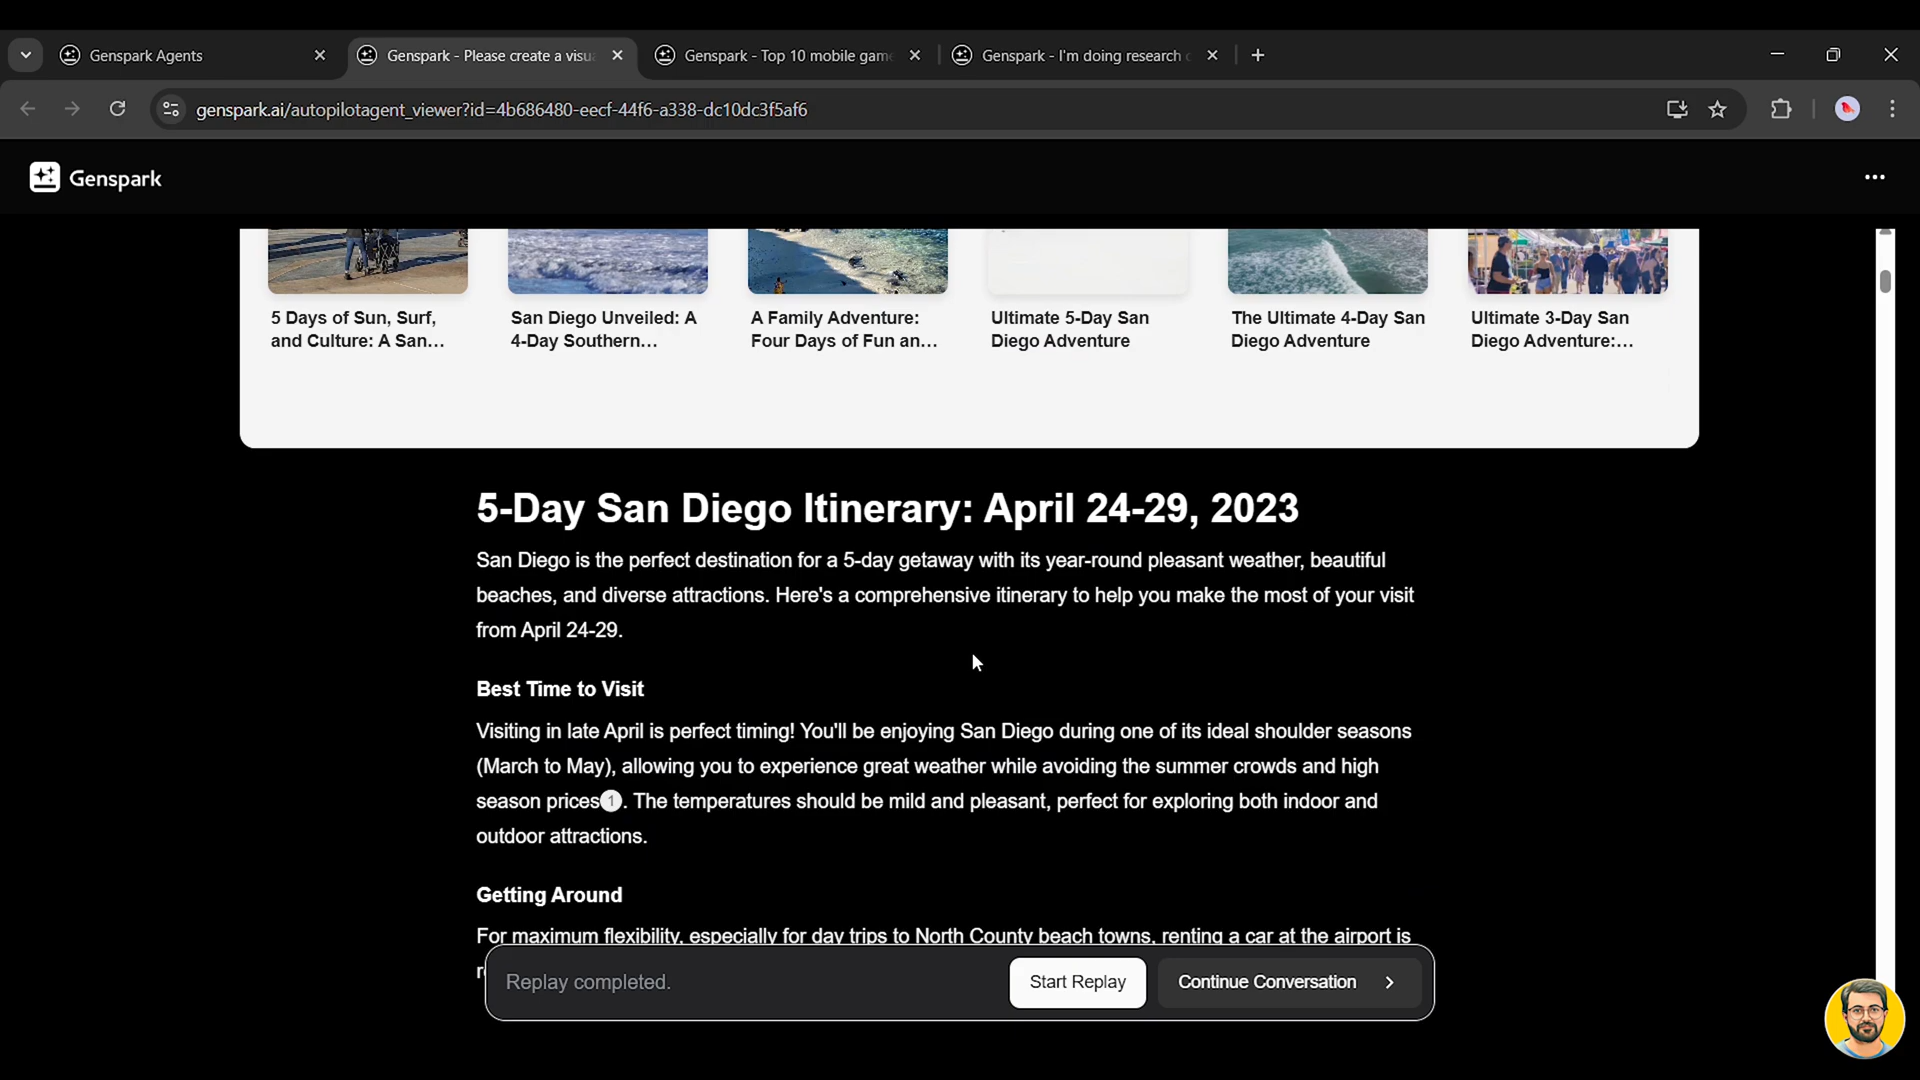 Genspark Agents
Genspark - Please create a visu
Genspark - Top 10 mobile game
Genspark - I'm doing research
genspark.ai/autopilotagent_viewer?id=4b686480-eecf-44f6-a338-dc10dc3f5af6
Genspark
5 Days of Sun, Surf,
and Culture: A San...
San Diego Unveiled: A
4-Day Southern...
A Family Adventure:
Four Days of Fun an...
Ultimate 5-Day San
Diego Adventure
The Ultimate 4-Day San
Diego Adventure
Ultimate 3-Day San
Diego Adventure:...
5-Day San Diego Itinerary: April 24-29, 2023
San Diego is the perfect destination for a 5-day getaway with its year-round pleasant weather, beautiful
beaches, and diverse attractions. Here's a comprehensive itinerary to help you make the most of your visit
from April 24-29.
Best Time to Visit
Visiting in late April is perfect timing! You'll be enjoying San Diego during one of its ideal shoulder seasons
(March to May), allowing you to experience great weather while avoiding the summer crowds and high
season prices 1. The temperatures should be mild and pleasant, perfect for exploring both indoor and
outdoor attractions.
Getting Around
For maximum flexibility, especially for day trips to North County beach towns, renting a car at the airport is
Replay completed.
Start Replay
Continue Conversation